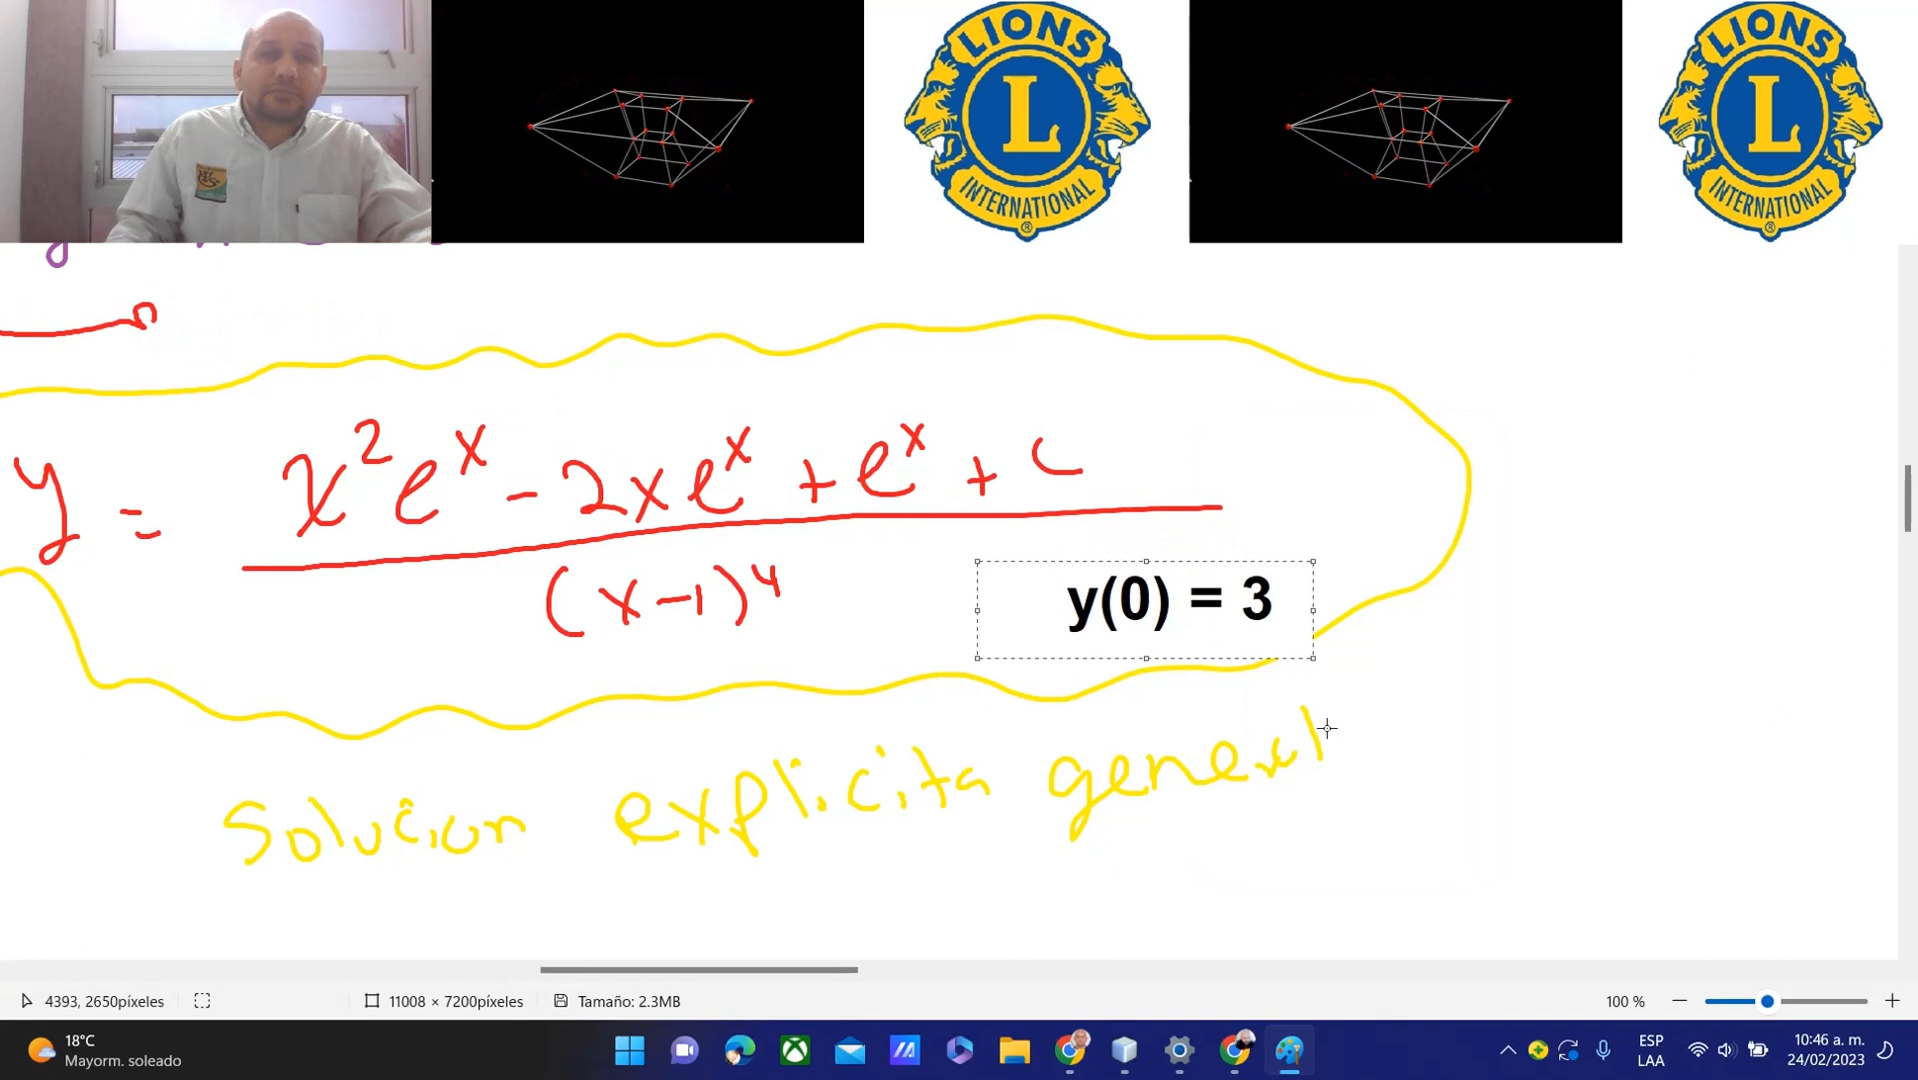 LIONS
L
INTERNATIONAL
®
LIONS
L
INTERNATIONAL
®
y = x²eˣ - 2xeˣ + eˣ + c
(x-1)⁴
y(0) = 3
Solución explicita general
4393, 2650píxeles
11008 × 7200píxeles
Tamaño: 2.3MB
100 %
18°C
Mayorm. soleado
ESP
LAA
10:46 a. m.
24/02/2023